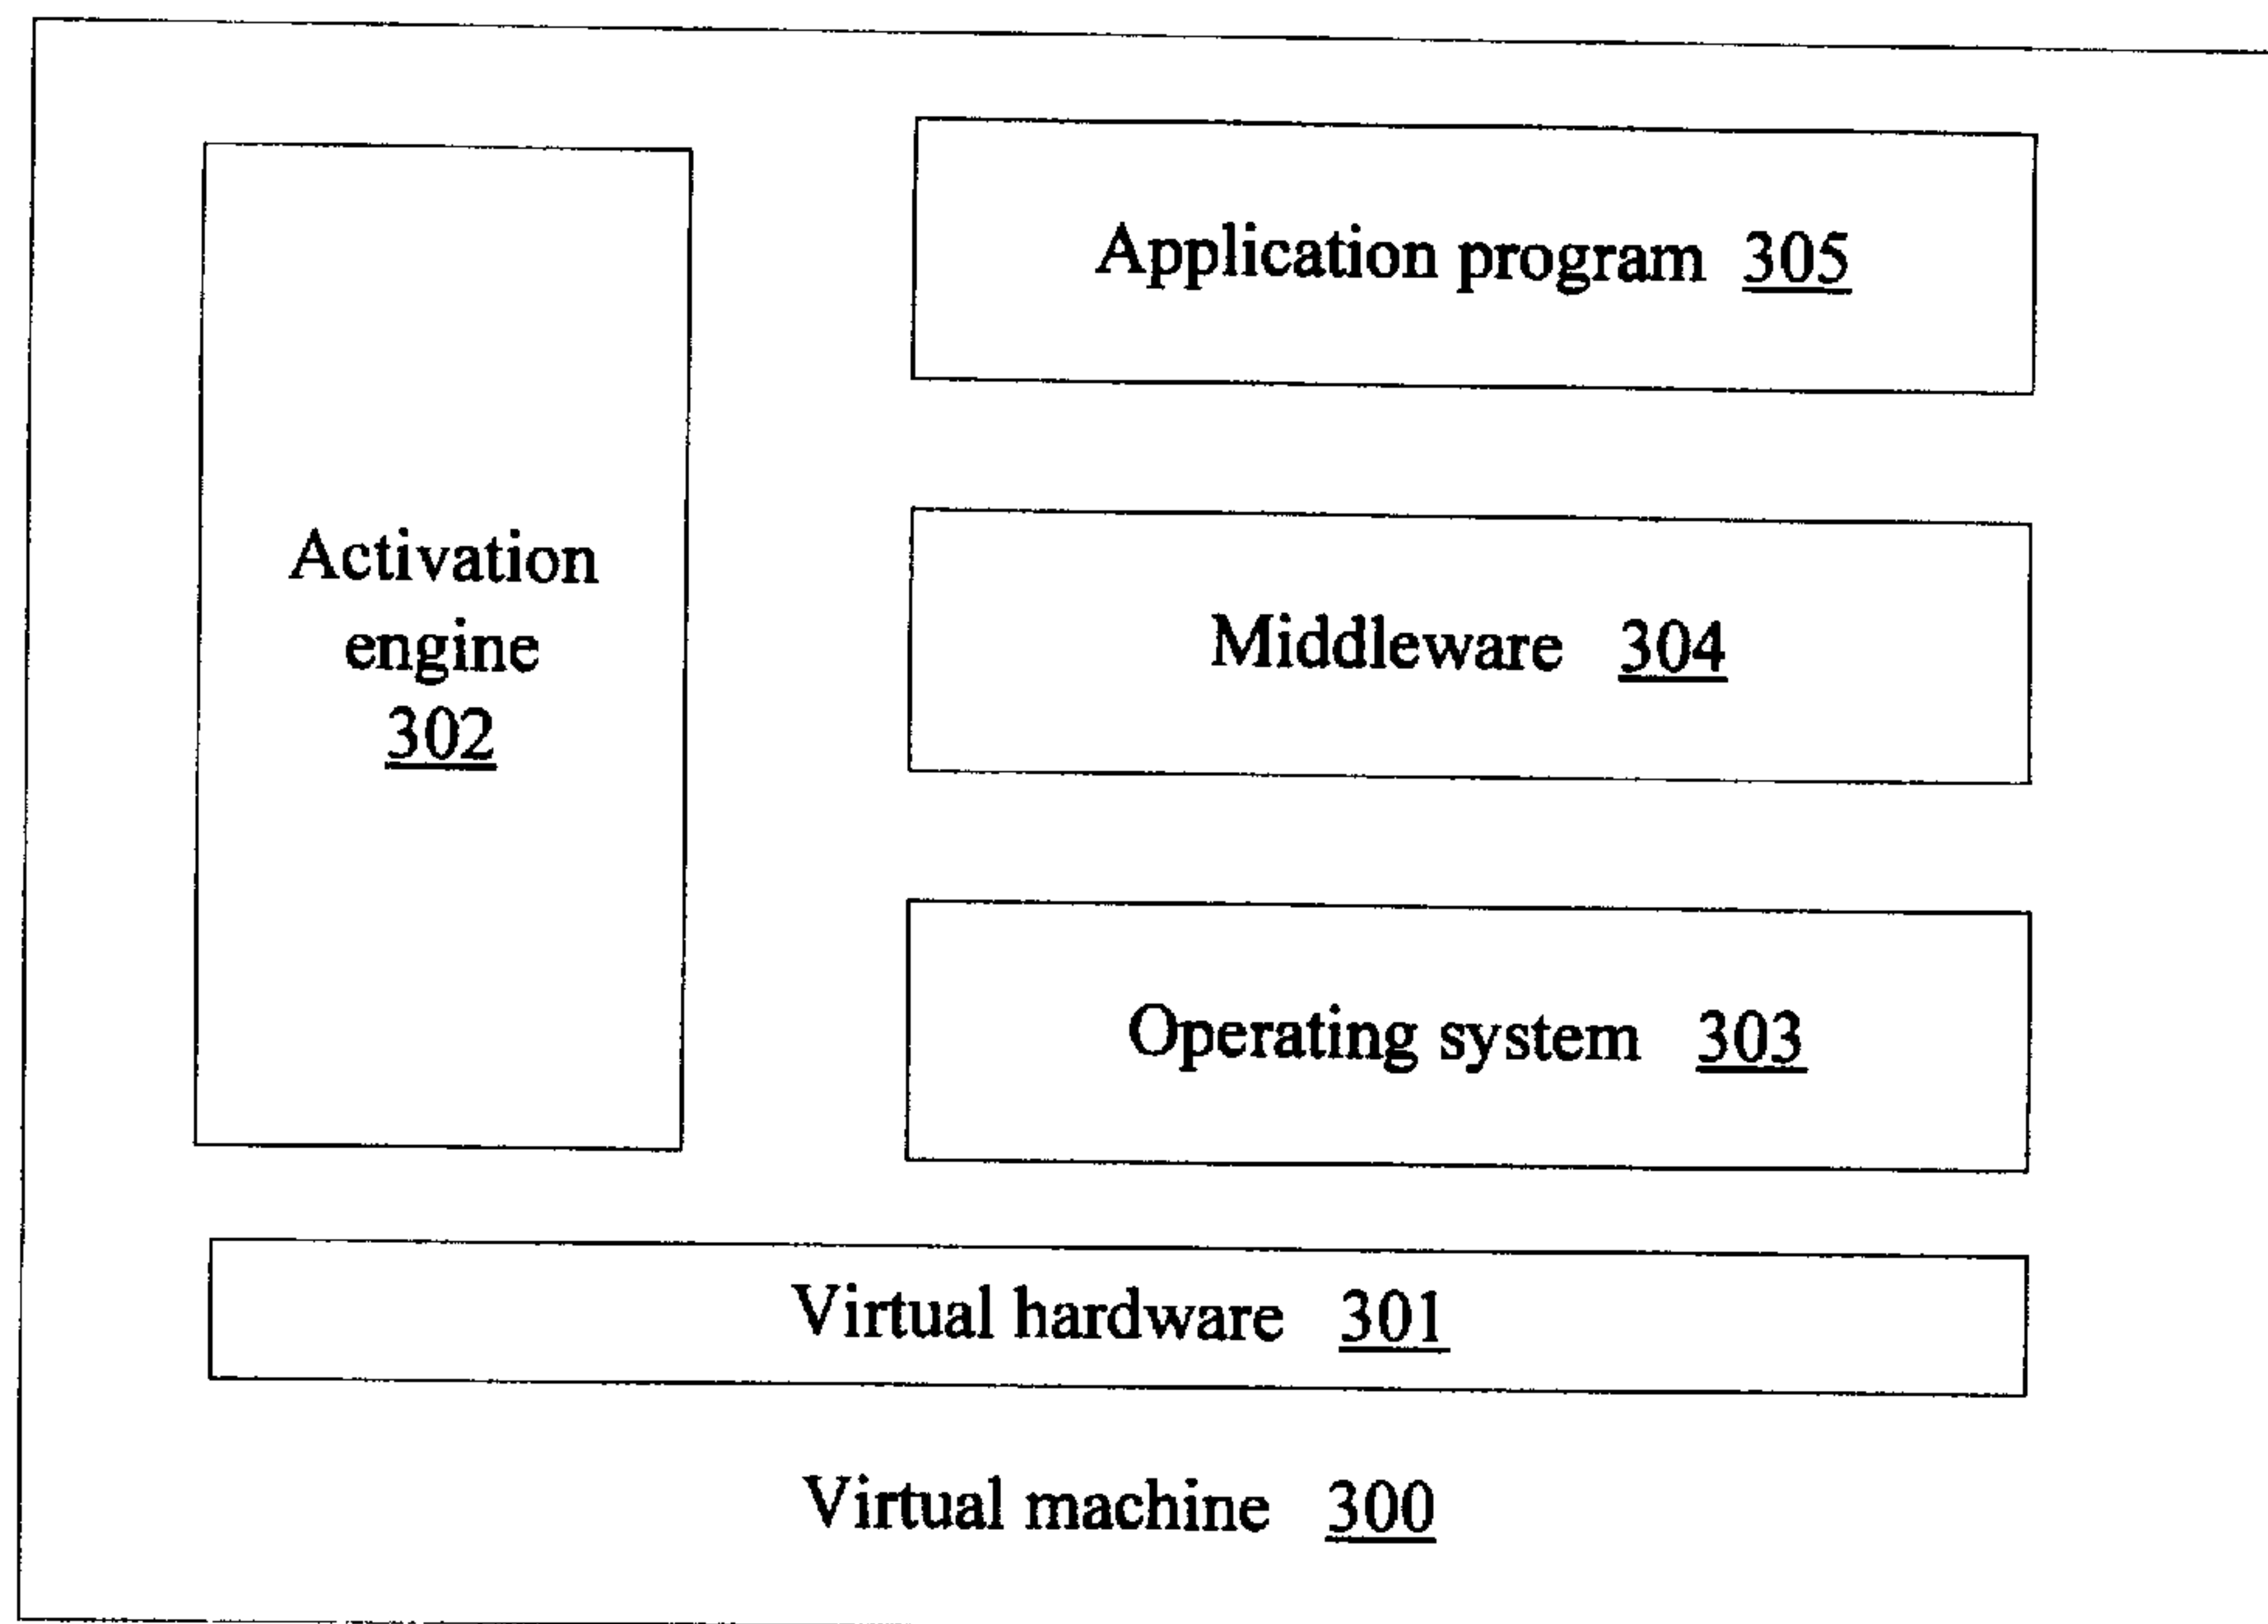 Application program 305
Activation
engine
302
Middleware 304
Operating system 303
Virtual hardware 301
Virtual machine 300